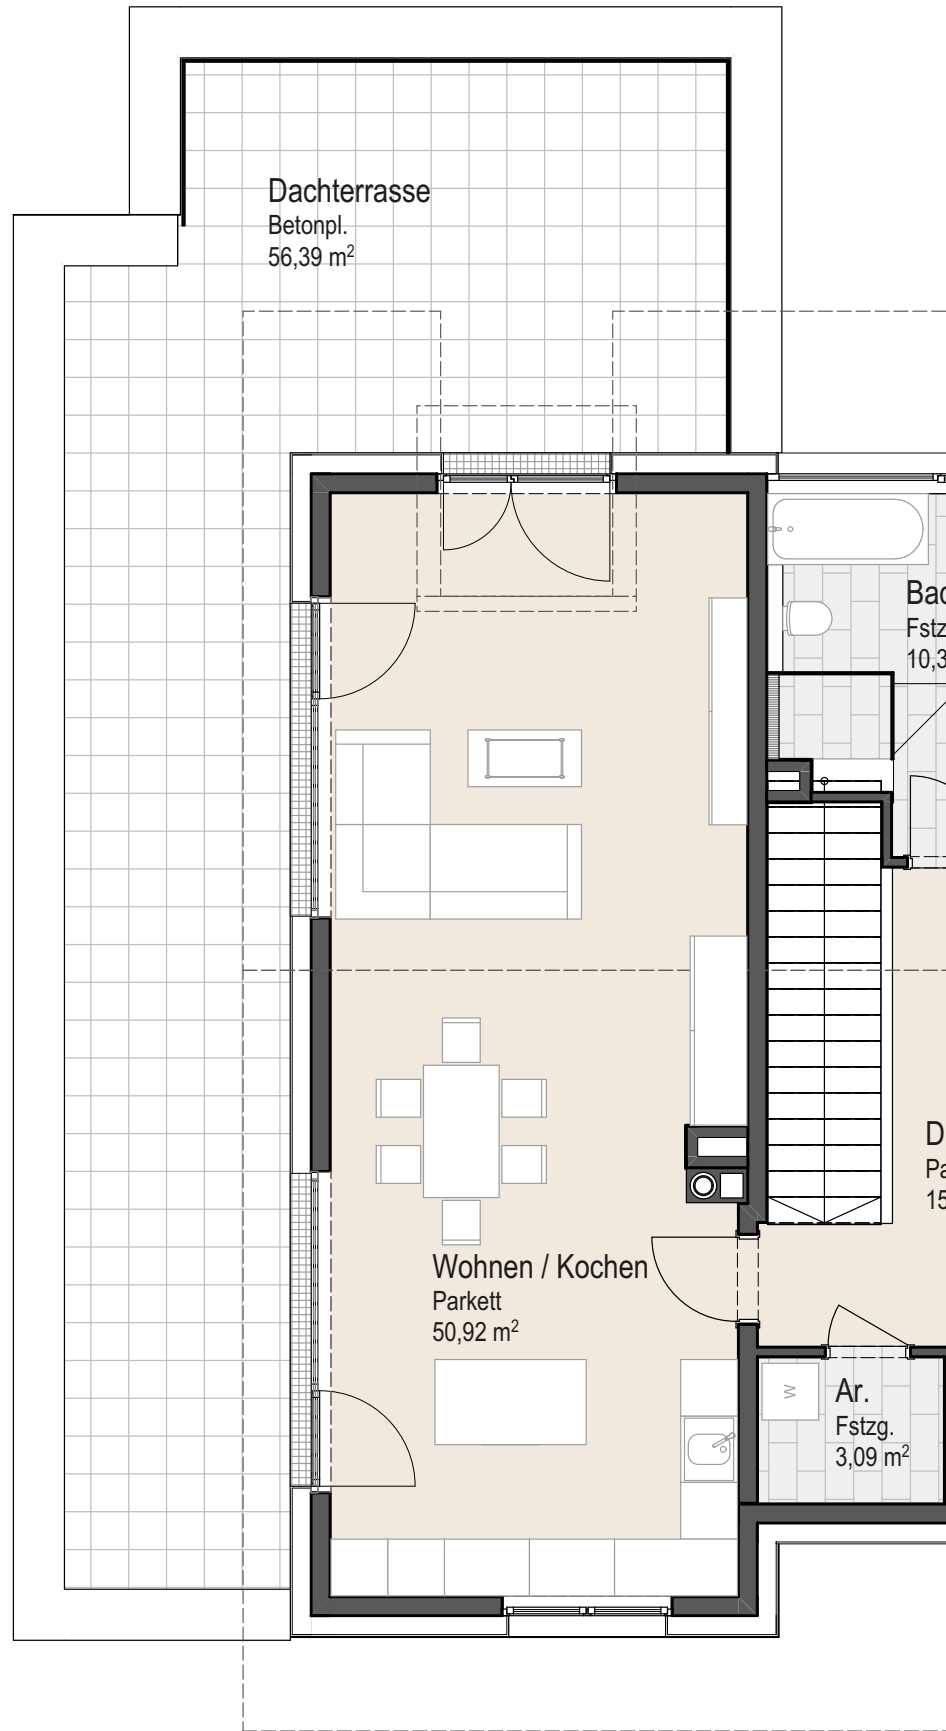 Dachterrasse
Betonpl.
56,39 m²
Wohnen / Kochen
Parkett
50,92 m²
Ar.
Fstzg.
3,09 m²
W